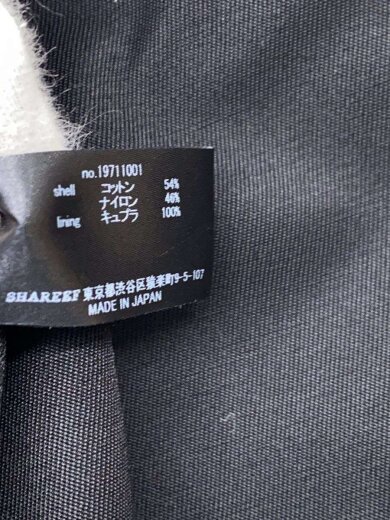 no.19711001
shell コットン 54%
ナイロン 46%
lining キュプラ 100%
SHAREEF 東京都渋谷区猿楽町9-5-107
MADE IN JAPAN